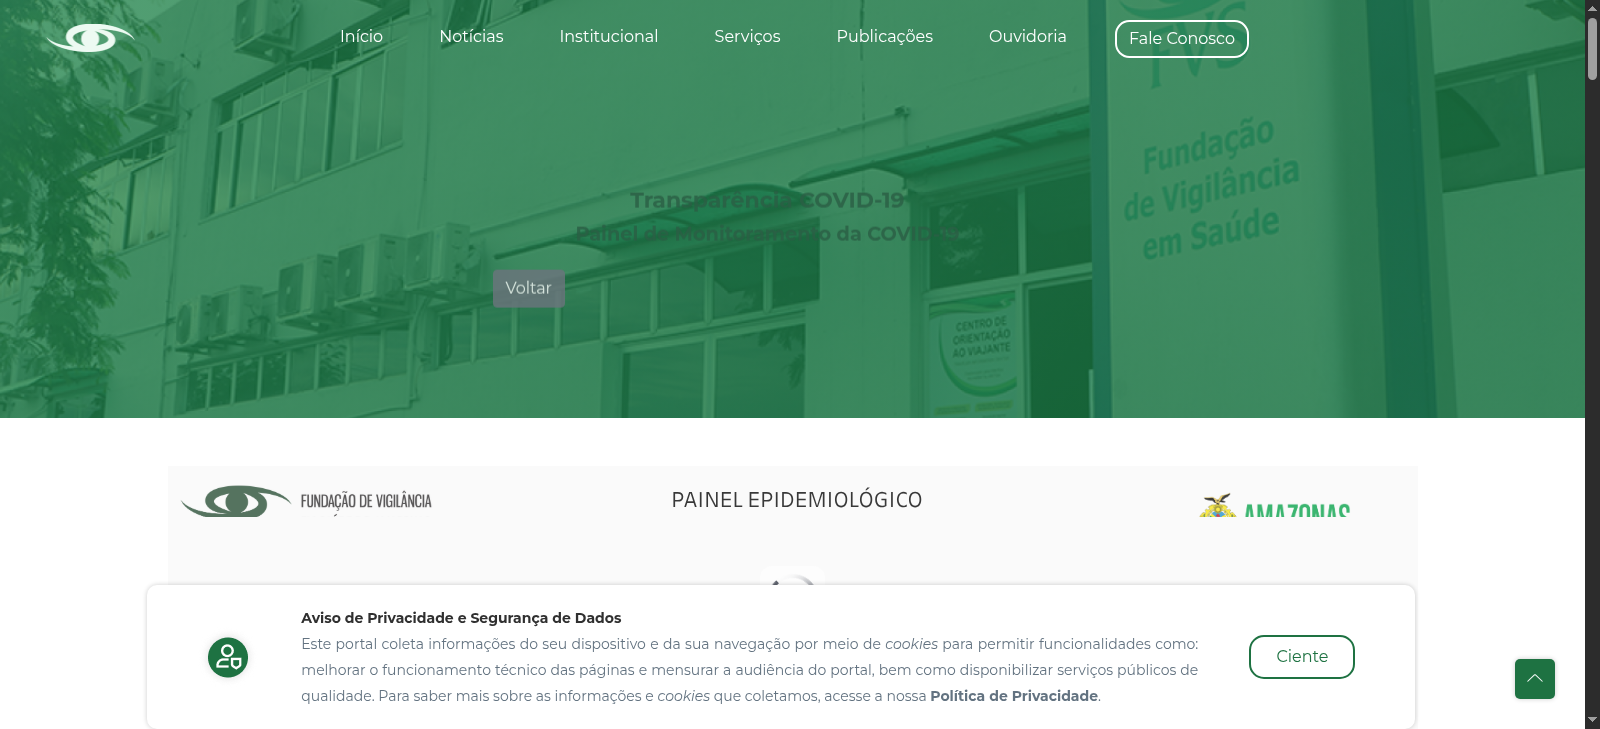 Início
Notícias
Institucional
Serviços
Publicações
Ouvidoria
Fale Conosco
FVS
Fundação
de Vigilância
em Saúde
Transparência COVID-19
Painel de Monitoramento da COVID-19
Voltar
CENTRO DE
ORIENTAÇÃO
AO VIAJANTE
FUNDAÇÃO DE VIGILÂNCIA
PAINEL EPIDEMIOLÓGICO
AMAZONAS
Aviso de Privacidade e Segurança de Dados
Este portal coleta informações do seu dispositivo e da sua navegação por meio de cookies para permitir funcionalidades como:
melhorar o funcionamento técnico das páginas e mensurar a audiência do portal, bem como disponibilizar serviços públicos de
qualidade. Para saber mais sobre as informações e cookies que coletamos, acesse a nossa Política de Privacidade.
Ciente